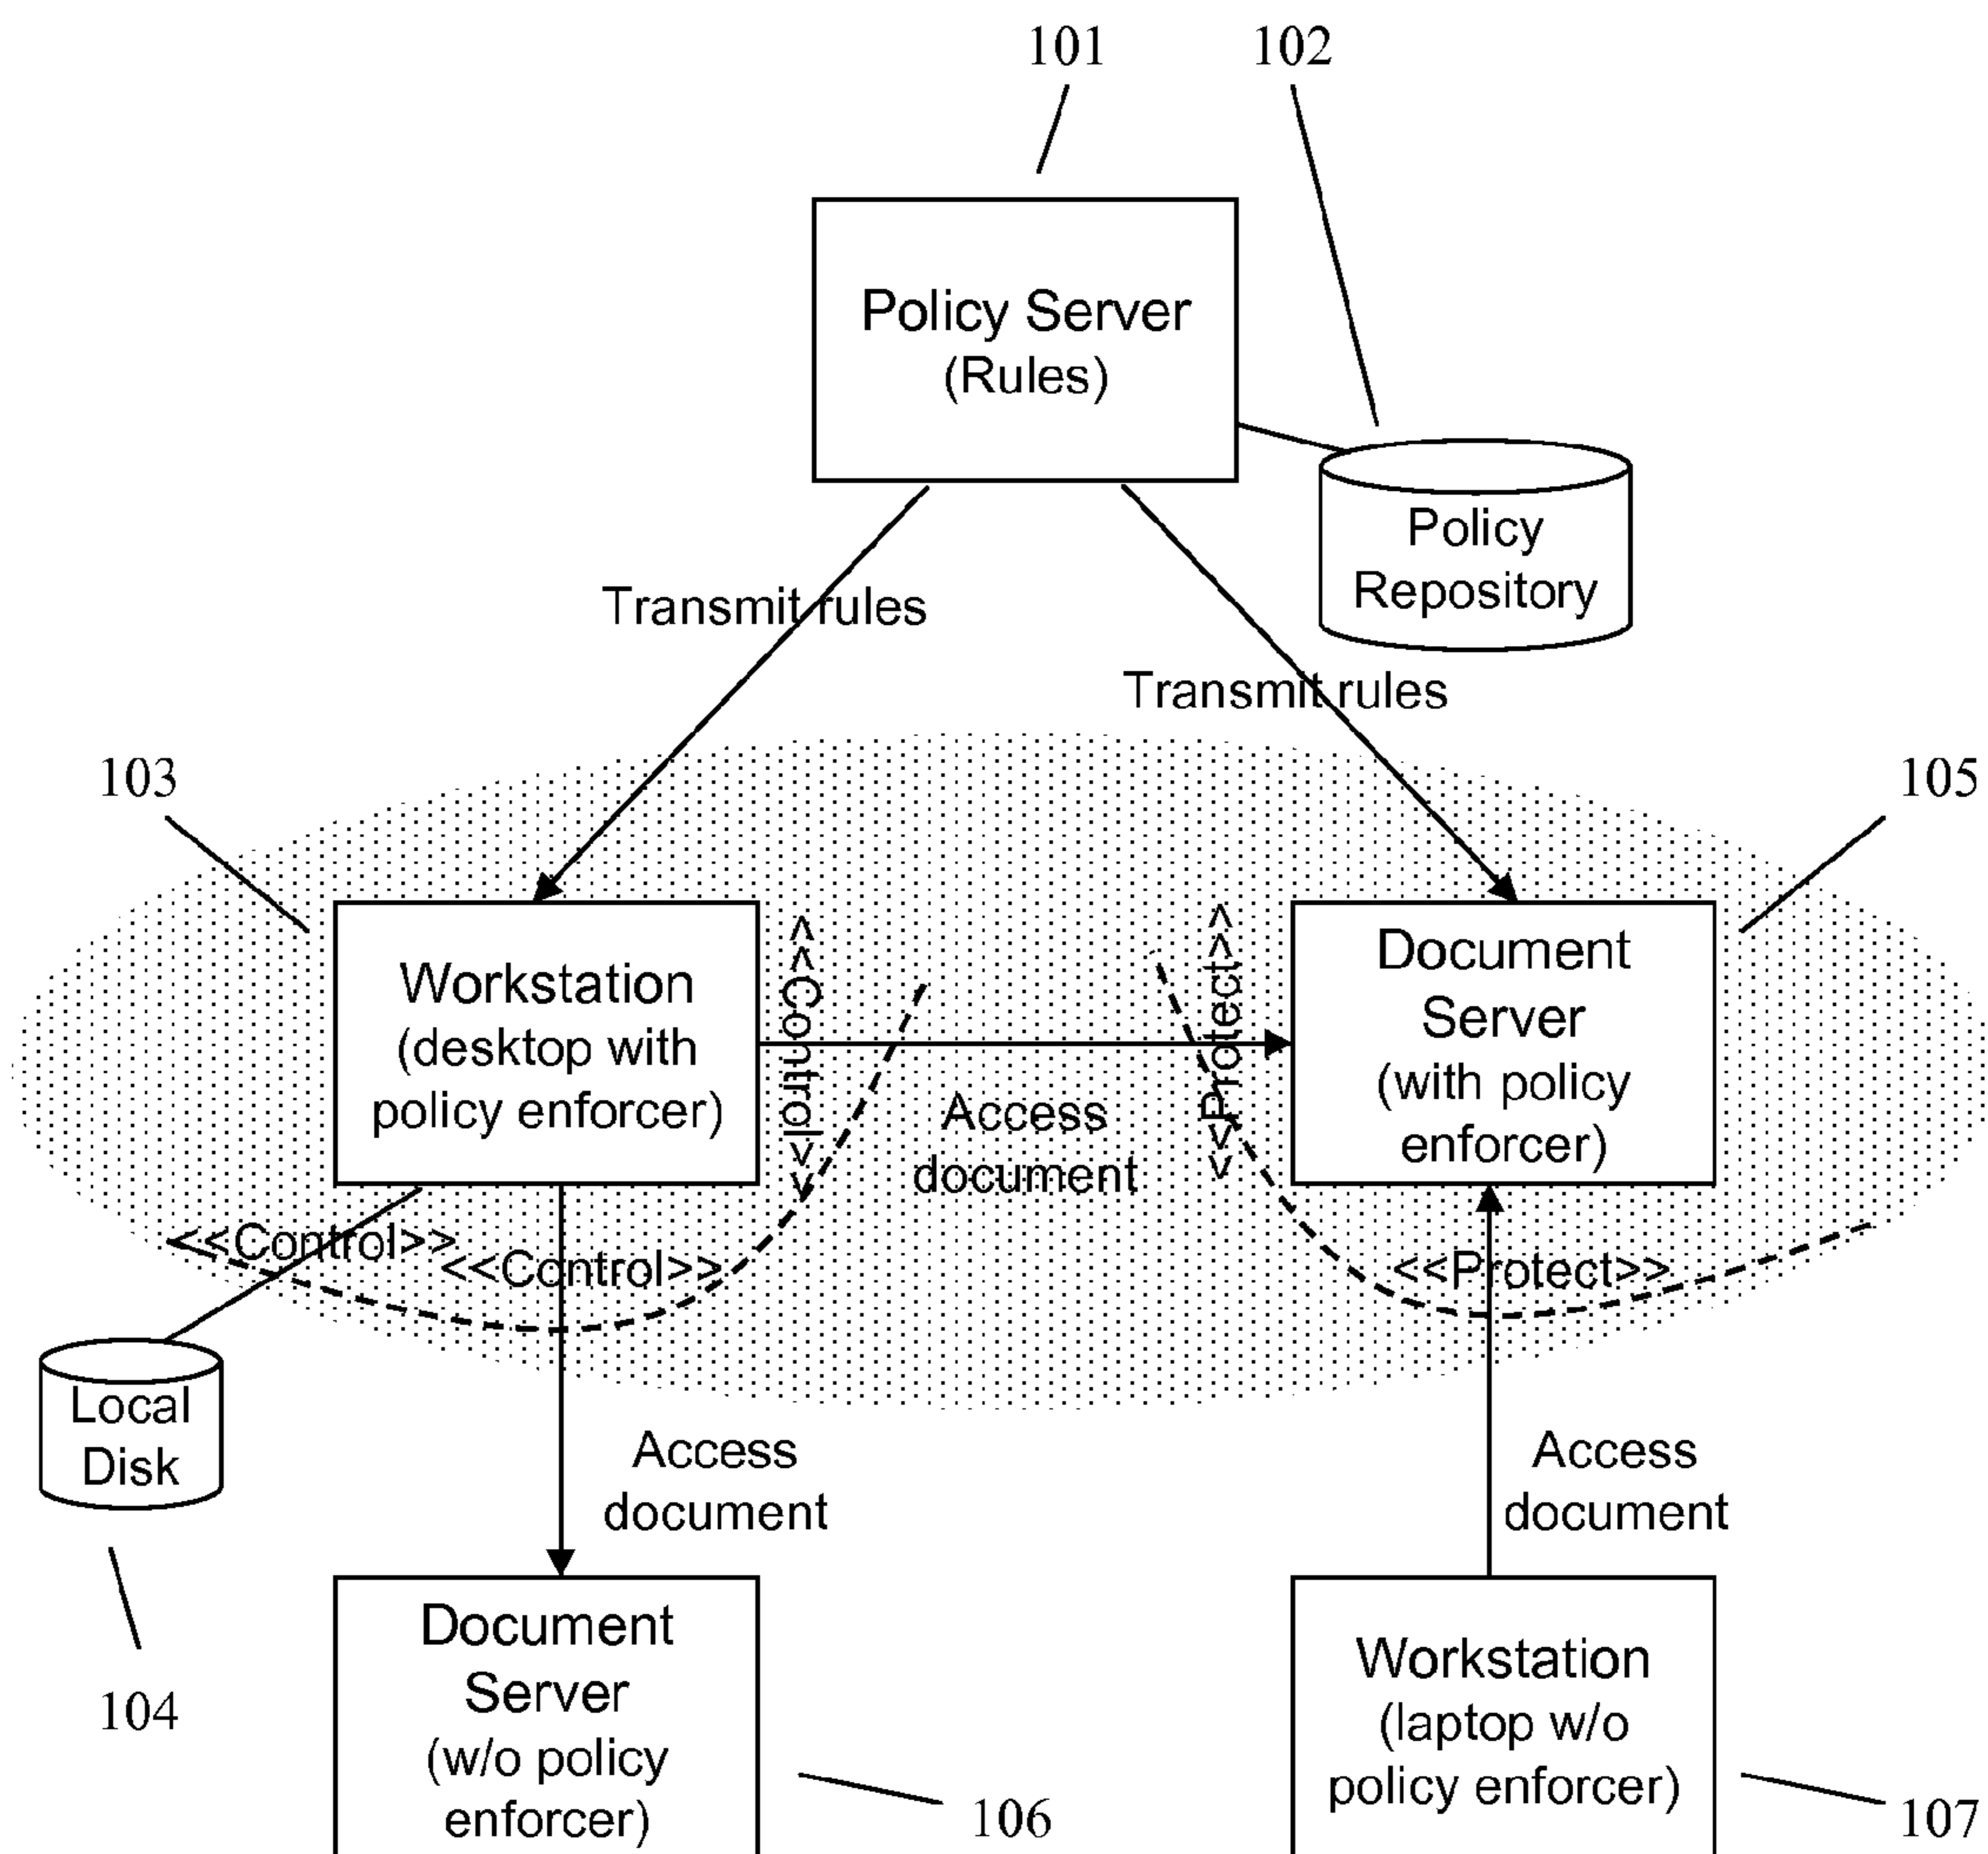 101
102
Policy Server
(Rules)
Policy
Repository
Transmit rules
Transmit rules
103
105
Workstation
(desktop with
policy enforcer)
<<Control>>
<<Protect>>
Document
Server
(with policy
enforcer)
Access
document
<<Control>>
<<Control>>
<<Protect>>
Local
Disk
Access
document
Access
document
104
Document
Server
(w/o policy
enforcer)
106
Workstation
(laptop w/o
policy enforcer)
107